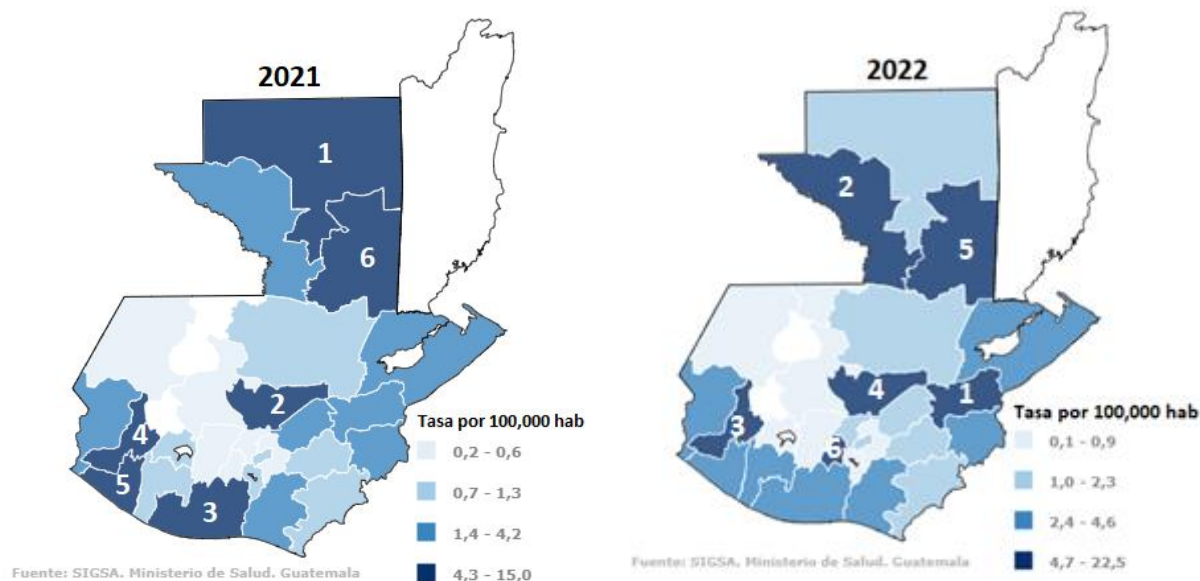 2021
1
6
2
4
5
3
Tasa por 100,000 hab
0,2 - 0,6
0,7 - 1,3
1,4 - 4,2
4,3 - 15,0
Fuente: SIGSA. Ministerio de Salud. Guatemala
2022
2
5
4
1
3
6
Tasa por 100,000 hab
0,1 - 0,9
1,0 - 2,3
2,4 - 4,6
4,7 - 22,5
Fuente: SIGSA. Ministerio de Salud. Guatemala